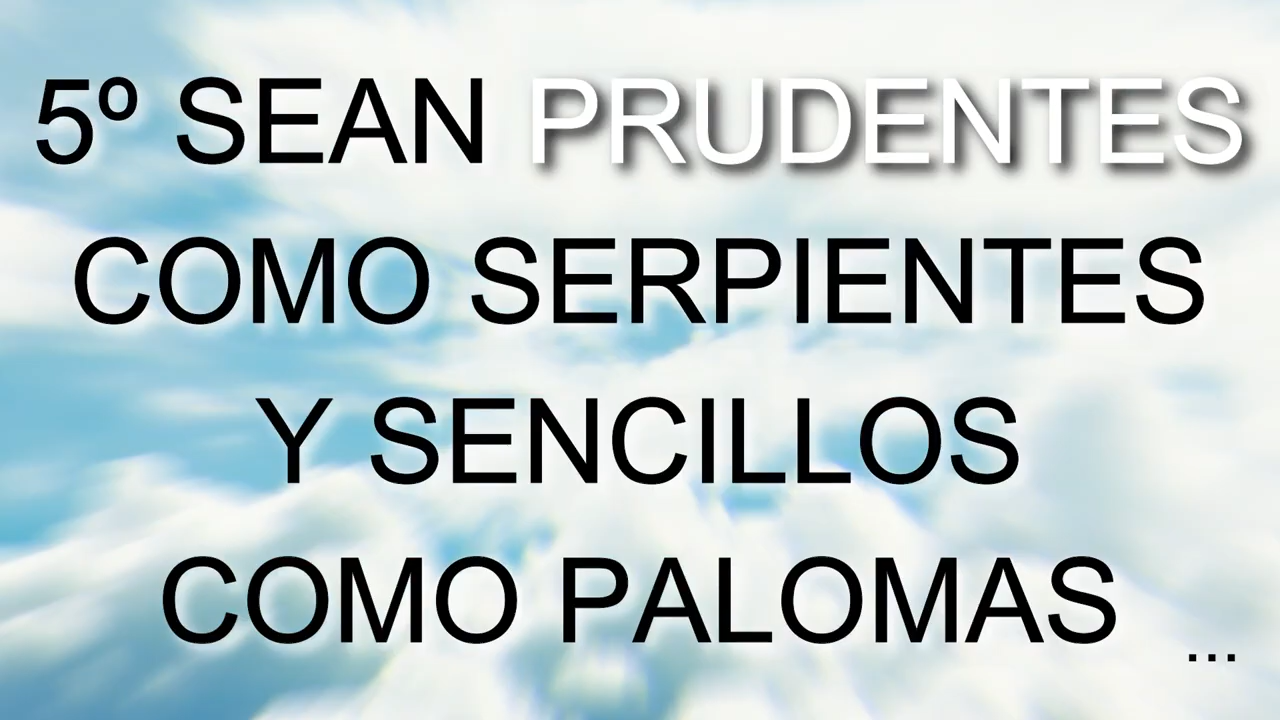 5º SEAN PRUDENTES
COMO SERPIENTES
Y SENCILLOS
COMO PALOMAS ...